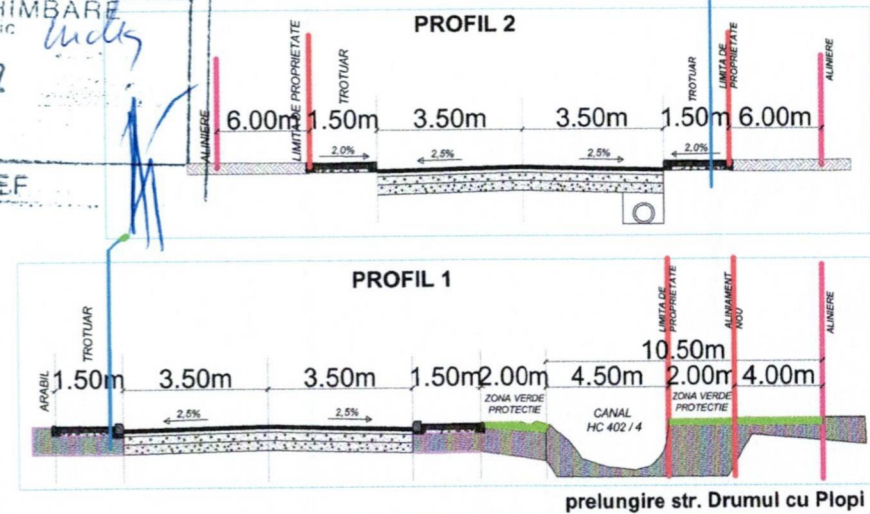 HIMBARE
EF
PROFIL 2
ALINIERE
LIMITA DE PROPRIETATE
TROTUAR
TROTUAR
LIMITA DE
PROPRIETATE
ALINIERE
6.00m 1.50m 3.50m 3.50m 1.50m 6.00m
2,0% 2,5% 2,5% 2,0%
PROFIL 1
ARABIL
TROTUAR
LIMITA DE
PROPRIETATE
ALINIAMENT
NOU
ALINIERE
10.50m
1.50m 3.50m 3.50m 1.50m 2.00m 4.50m 2.00m 4.00m
ZONA VERDE
PROTECTIE
CANAL
HC 402 / 4
ZONA VERDE
PROTECTIE
2,5% 2,5%
prelungire str. Drumul cu Plopi